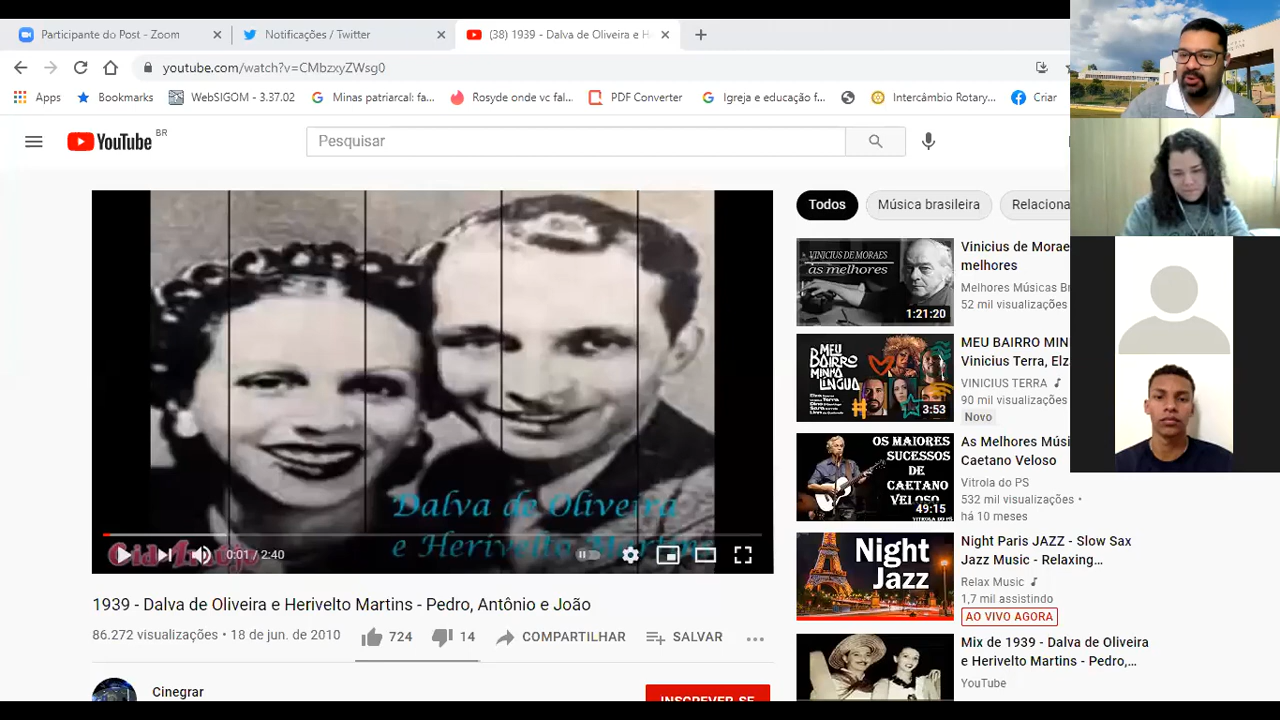 Participante do Post - Zoom
Notificações / Twitter
(38) 1939 - Dalva de Oliveira e H
youtube.com/watch?v=CMbzxyZWsg0
Apps
Bookmarks
WebSIGOM - 3.37.02
Minas patriarcal: fa...
Rosyde onde vc fal...
PDF Converter
Igreja e educação f...
Intercâmbio Rotary...
Criar
YouTube BR
Pesquisar
Todos
Música brasileira
Relaciona
Dalva de Oliveira
e Herivelto Martins
Cid Araujo
0:01 / 2:40
1939 - Dalva de Oliveira e Herivelto Martins - Pedro, Antônio e João
86.272 visualizações • 18 de jun. de 2010
724
14
COMPARTILHAR
SALVAR
Cinegrar
INSCREVER-SE
VINICIUS DE MORAES
as melhores
1:21:20
Vinicius de Morae
melhores
Melhores Músicas Br
52 mil visualizações
MEU BAIRRO
MINHA
LÍNGUA
3:53
MEU BAIRRO MIN
Vinicius Terra, Elz
VINICIUS TERRA
90 mil visualizações
Novo
OS MAIORES
SUCESSOS
DE
CAETANO
VELOSO
VITROLA DO PS
49:15
As Melhores Músi
Caetano Veloso
Vitrola do PS
532 mil visualizações •
há 10 meses
Night
Jazz
Night Paris JAZZ - Slow Sax
Jazz Music - Relaxing...
Relax Music
1,7 mil assistindo
AO VIVO AGORA
Mix de 1939 - Dalva de Oliveira
e Herivelto Martins - Pedro,...
YouTube